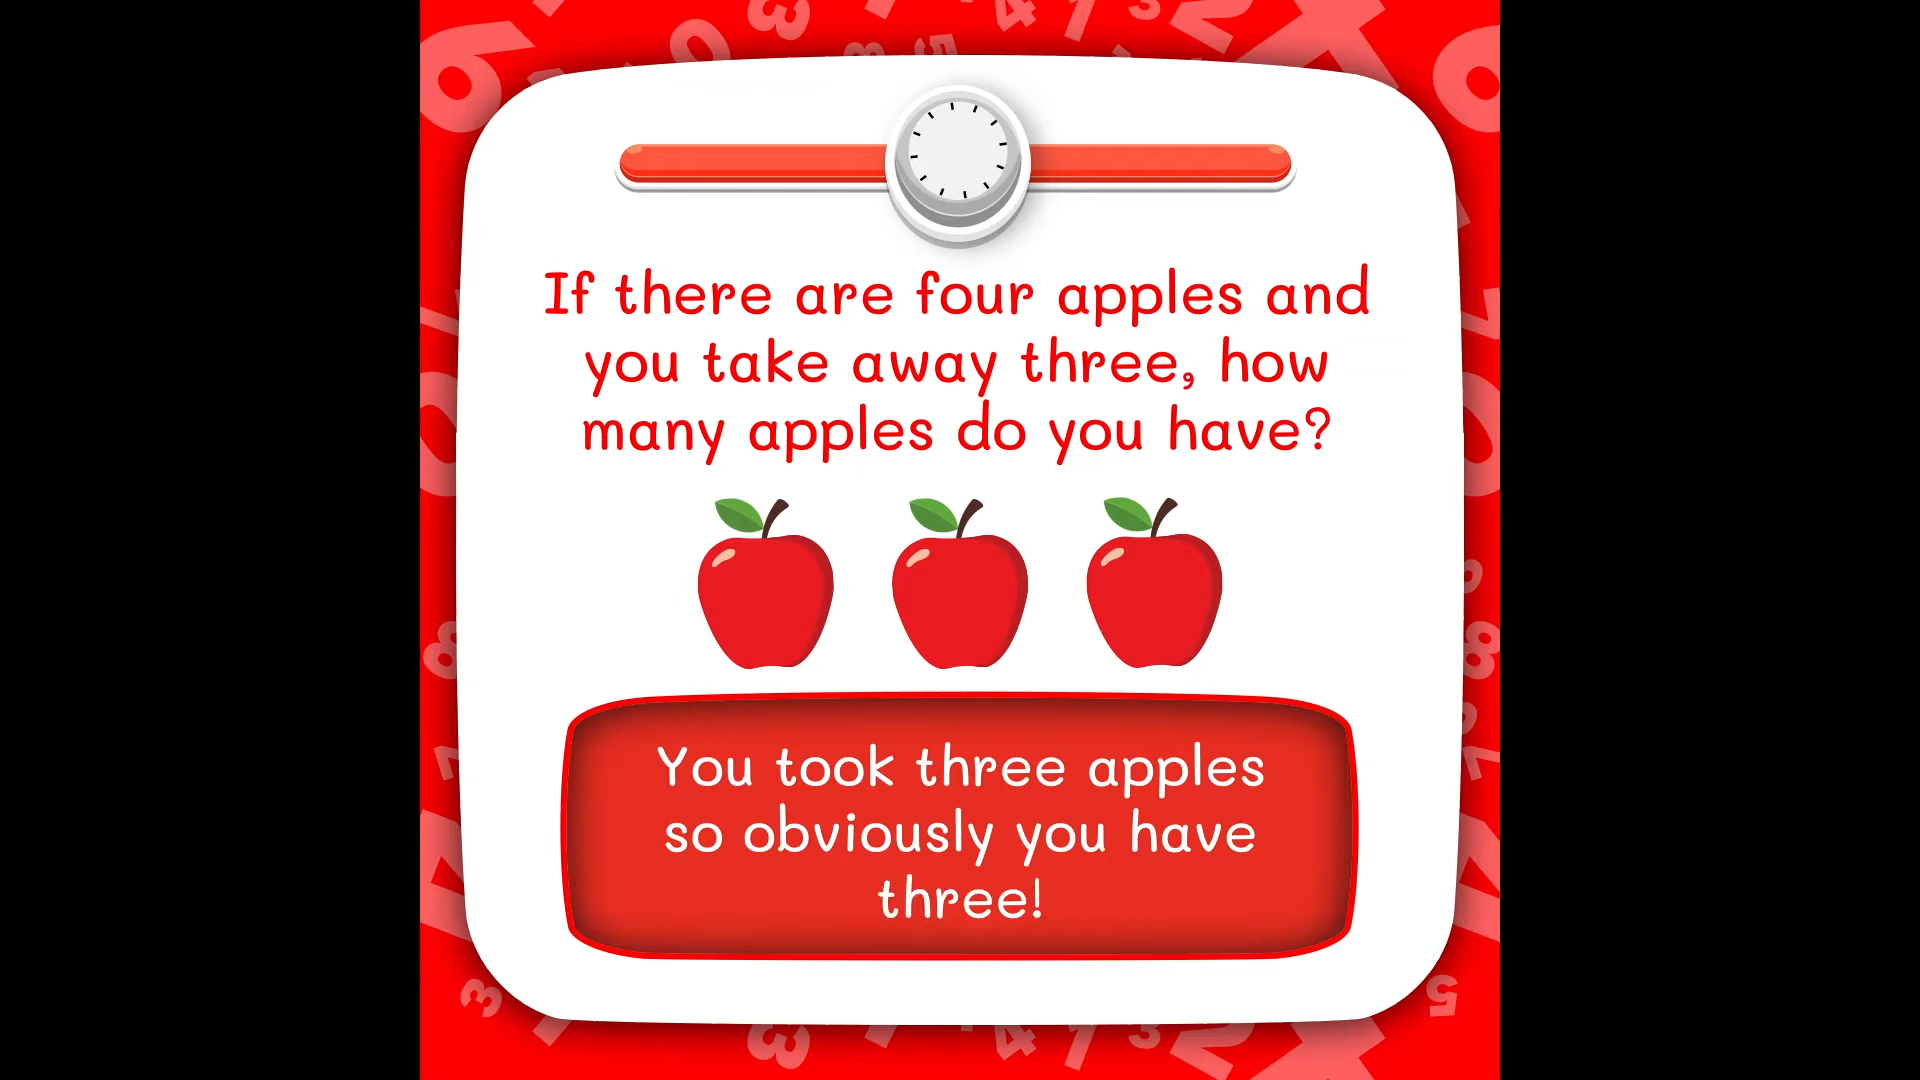 If there are four apples and
you take away three, how
many apples do you have?
You took three apples
so obviously you have
three!